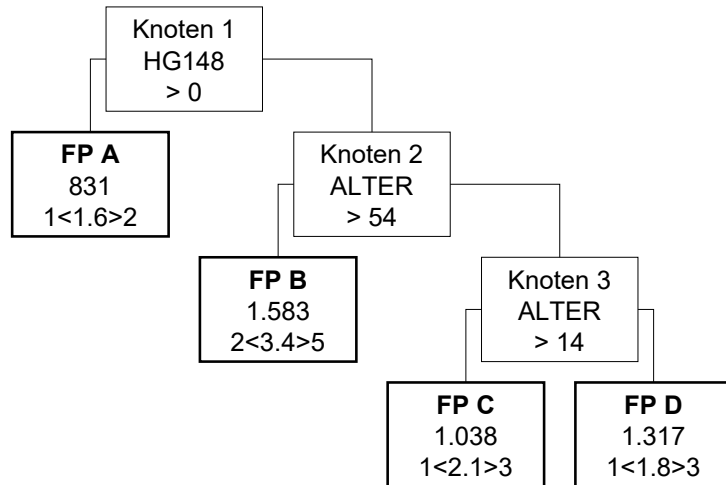 Knoten 1
HG148
> 0
FP A
831
1<1.6>2
Knoten 2
ALTER
> 54
FP B
1.583
2<3.4>5
Knoten 3
ALTER
> 14
FP C
1.038
1<2.1>3
FP D
1.317
1<1.8>3